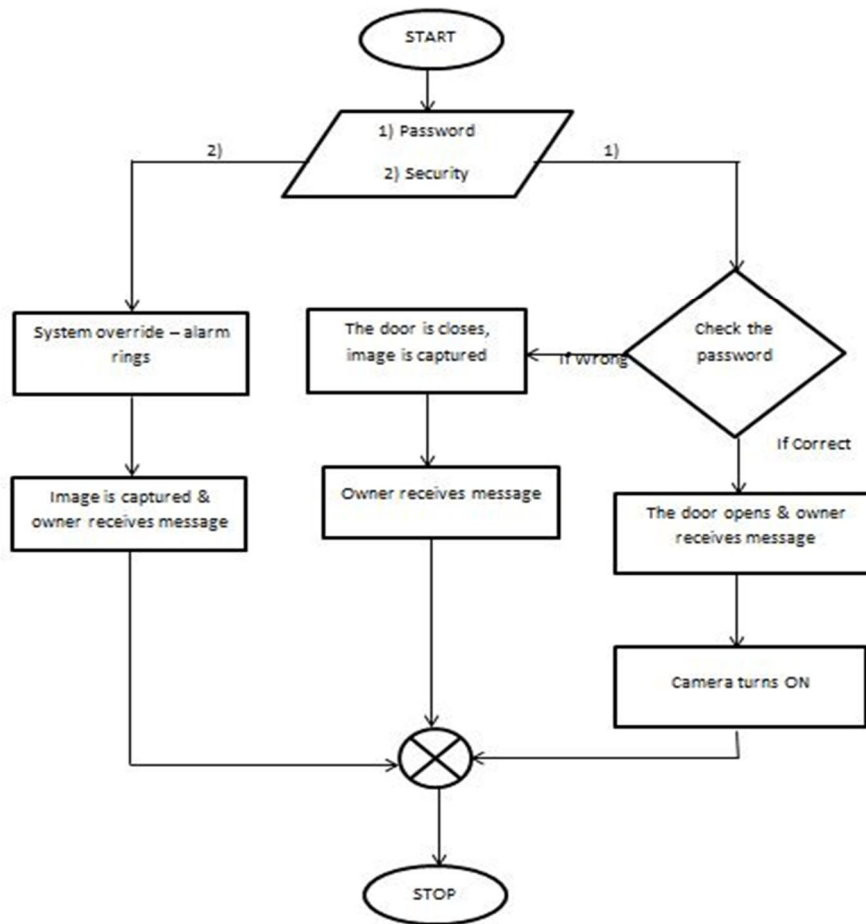 START
1) Password
2) Security
2)
1)
System override – alarm
rings
The door is closes,
image is captured
If Wrong
Check the
password
If Correct
Image is captured &
owner receives message
Owner receives message
The door opens & owner
receives message
Camera turns ON
STOP